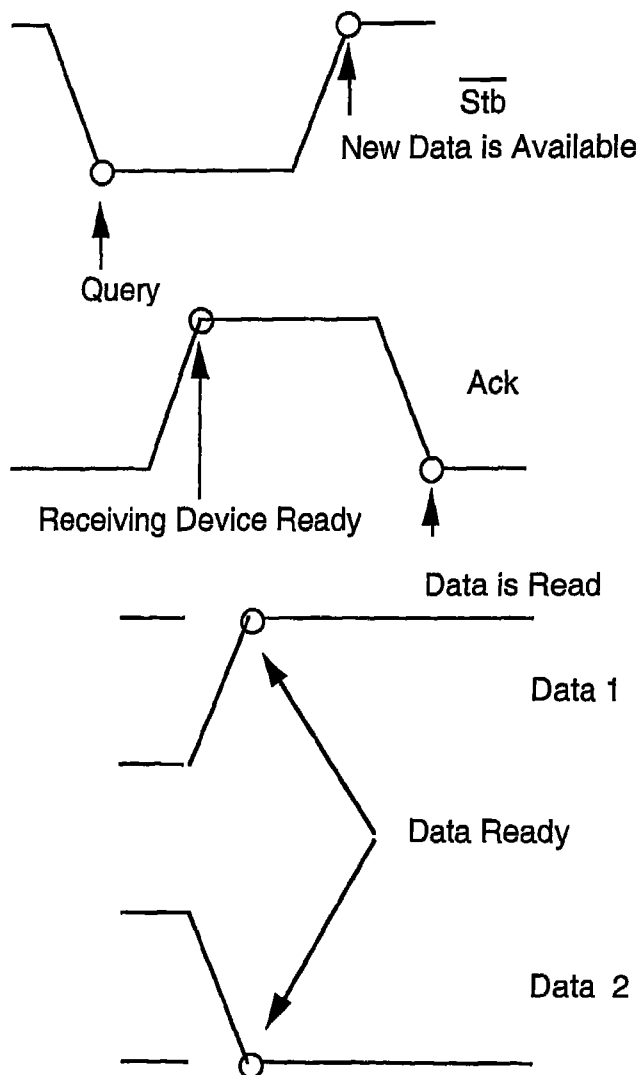 Stb
New Data is Available
Query
Ack
Receiving Device Ready
Data is Read
Data 1
Data Ready
Data 2